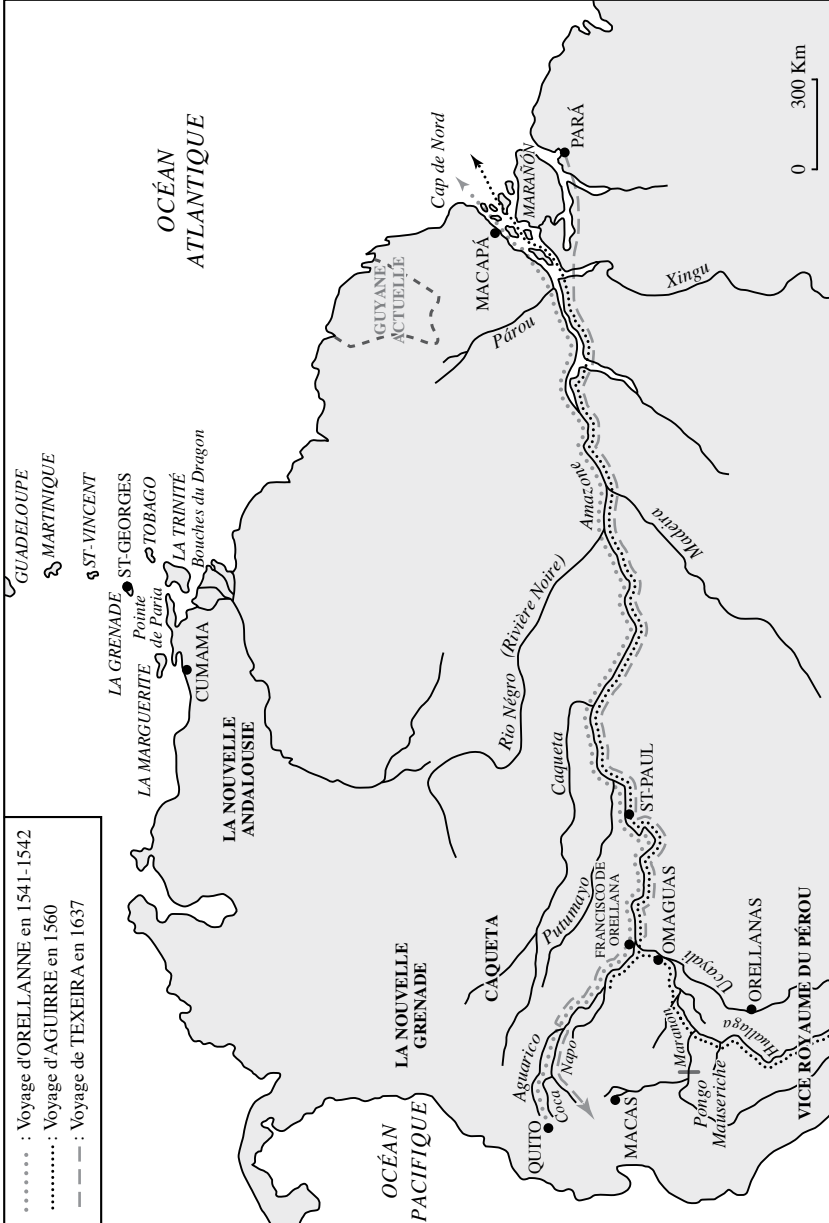 : Voyage d'ORELLANNE en 1541-1542
: Voyage d'AGUIRRE en 1560
: Voyage de TEXEIRA en 1637
GUADELOUPE
MARTINIQUE
ST-VINCENT
LA GRENADE
ST-GEORGES
TOBAGO
LA MARGUERITE
Pointe
de Paria
LA TRINITÉ
Bouches du Dragon
CUMAMA
OCÉAN
ATLANTIQUE
LA NOUVELLE
ANDALOUSIE
GUYANE
ACTUELLE
Cap de Nord
MACAPÁ
MARAÑÓN
PARÁ
Párou
Xingu
LA NOUVELLE
GRENADE
CAQUETA
Rio Négro (Rivière Noire)
Amazone
Madeira
Caqueta
Putumayo
OCÉAN
PACIFIQUE
QUITO
Aguarico
Coca
Napo
FRANCISCO DE
ORELLANA
ST-PAUL
OMAGUAS
MACAS
Marañon
Pongo
Mauseriche
Huallaga
Ucayali
ORELLANAS
VICE ROYAUME DU PÉROU
0 300 Km